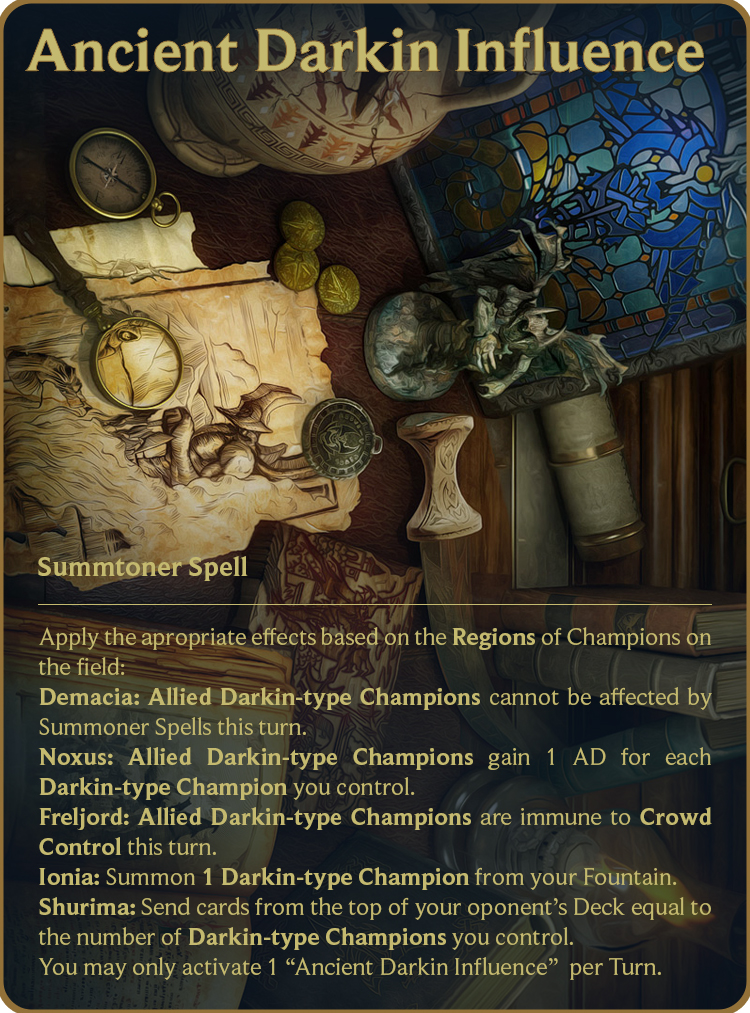 Ancient Darkin Influence
Summtoner Spell
Apply the apropriate effects based on the Regions of Champions on
the field:
Demacia: Allied Darkin-type Champions cannot be affected by
Summoner Spells this turn.
Noxus: Allied Darkin-type Champions gain 1 AD for each
Darkin-type Champion you control.
Freljord: Allied Darkin-type Champions are immune to Crowd
Control this turn.
Ionia: Summon 1 Darkin-type Champion from your Fountain.
Shurima: Send cards from the top of your oponent’s Deck equal to
the number of Darkin-type Champions you control.
You may only activate 1 “Ancient Darkin Influence” per Turn.